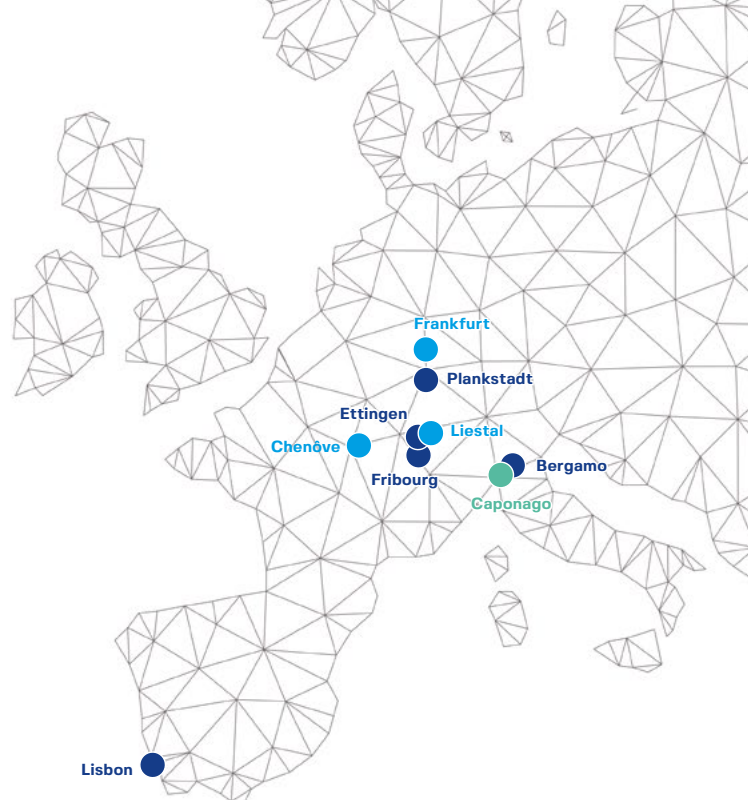 Frankfurt
Plankstadt
Ettingen
Liestal
Chenôve
Bergamo
Fribourg
Caponago
Lisbon